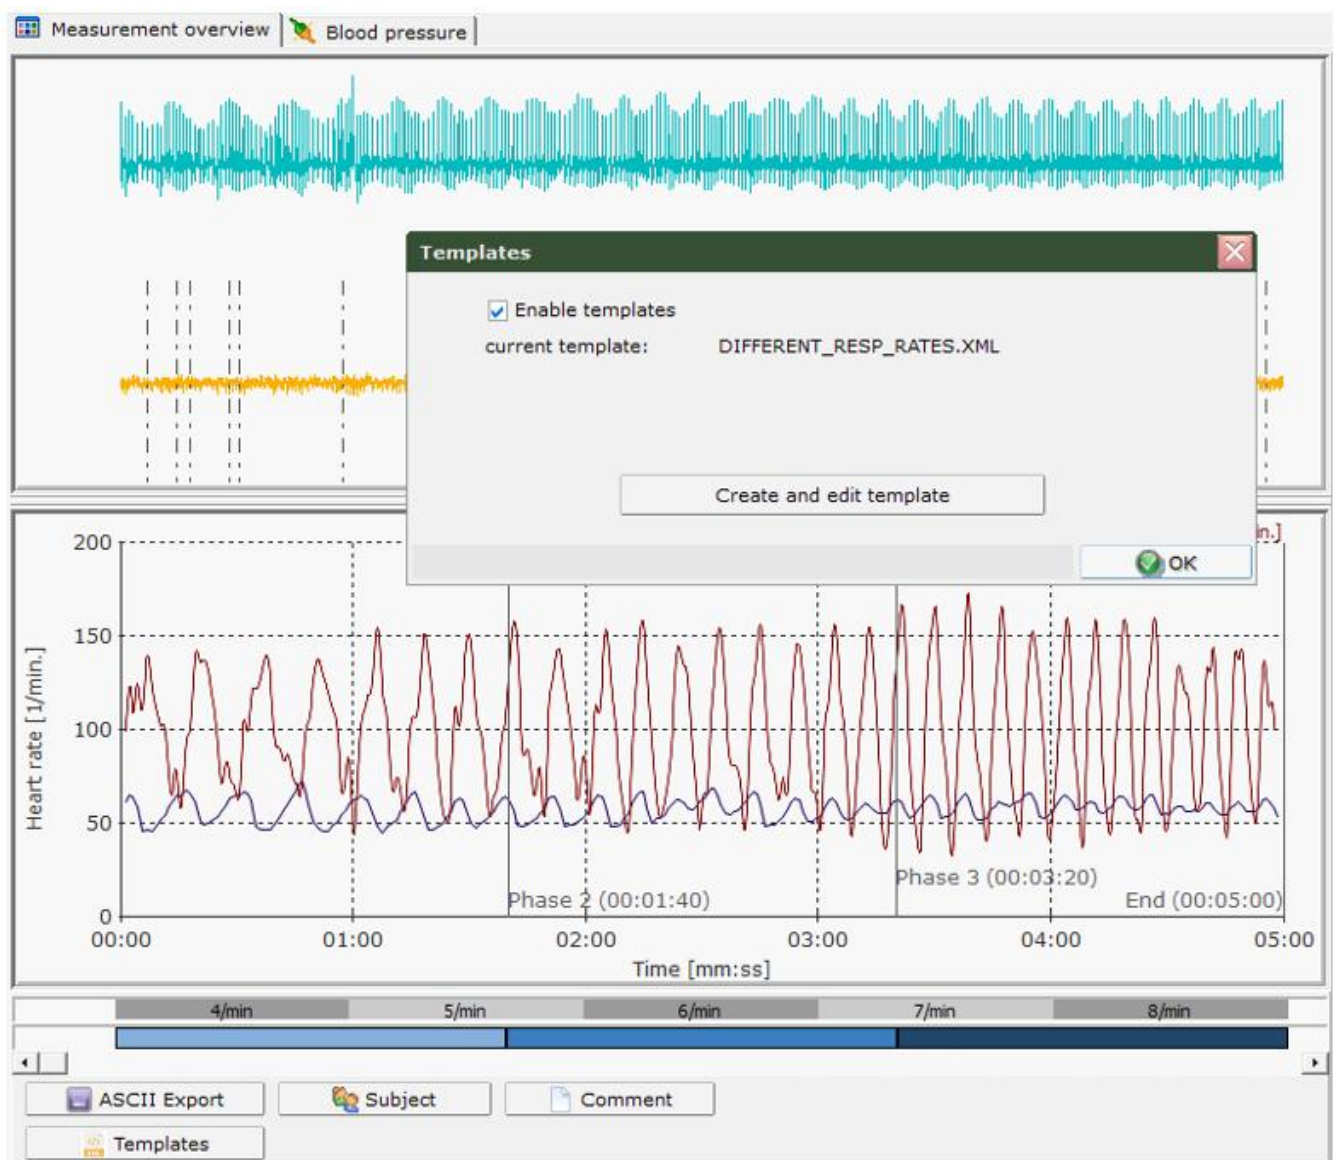 Measurement overview
Blood pressure
Templates
Enable templates
current template: DIFFERENT_RESP_RATES.XML
Create and edit template
OK
in.]
200
150
100
50
0
Heart rate [1/min.]
Phase 2 (00:01:40)
Phase 3 (00:03:20)
End (00:05:00)
00:00 01:00 02:00 03:00 04:00 05:00
Time [mm:ss]
4/min 5/min 6/min 7/min 8/min
ASCII Export
Subject
Comment
Templates